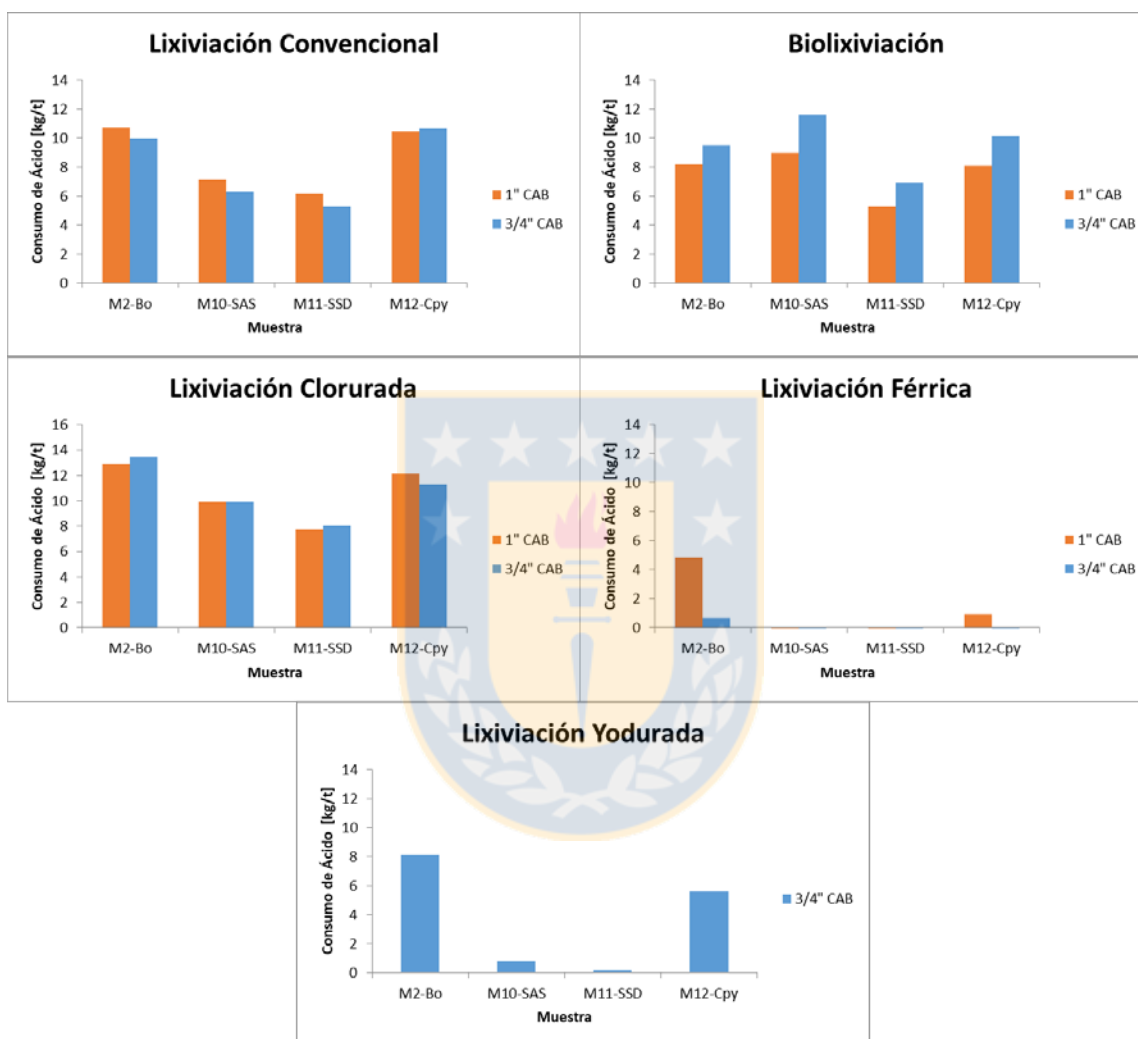 Lixiviación Convencional
Consumo de Ácido [kg/t]
14
12
10
8
6
4
2
0
M2-Bo M10-SAS M11-SSD M12-Cpy
Muestra
1" CAB
3/4" CAB
Biolixiviación
Consumo de Ácido [kg/t]
14
12
10
8
6
4
2
0
M2-Bo M10-SAS M11-SSD M12-Cpy
Muestra
1" CAB
3/4" CAB
Lixiviación Clorurada
Consumo de Ácido [kg/t]
16
14
12
10
8
6
4
2
0
M2-Bo M10-SAS M11-SSD M12-Cpy
Muestra
1" CAB
3/4" CAB
Lixiviación Férrica
Consumo de Ácido [kg/t]
14
12
10
8
6
4
2
0
M2-Bo M10-SAS M11-SSD M12-Cpy
Muestra
1" CAB
3/4" CAB
Lixiviación Yodurada
Consumo de Ácido [kg/t]
14
12
10
8
6
4
2
0
M2-Bo M10-SAS M11-SSD M12-Cpy
Muestra
3/4" CAB